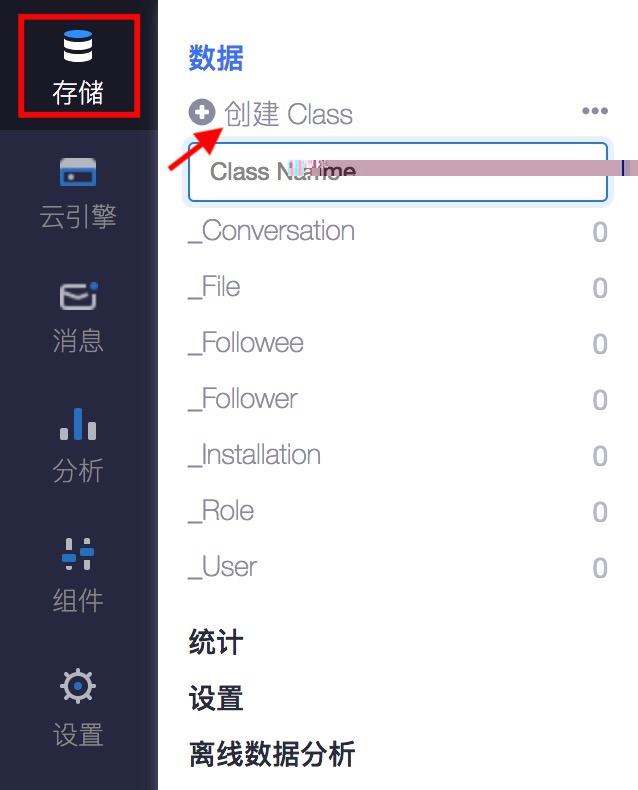 存储
云引擎
消息
分析
组件
设置
数据
创建 Class
Class
_Conversation 0
_File 0
_Followee 0
_Follower 0
_Installation 0
_Role 0
_User 0
统计
设置
离线数据分析